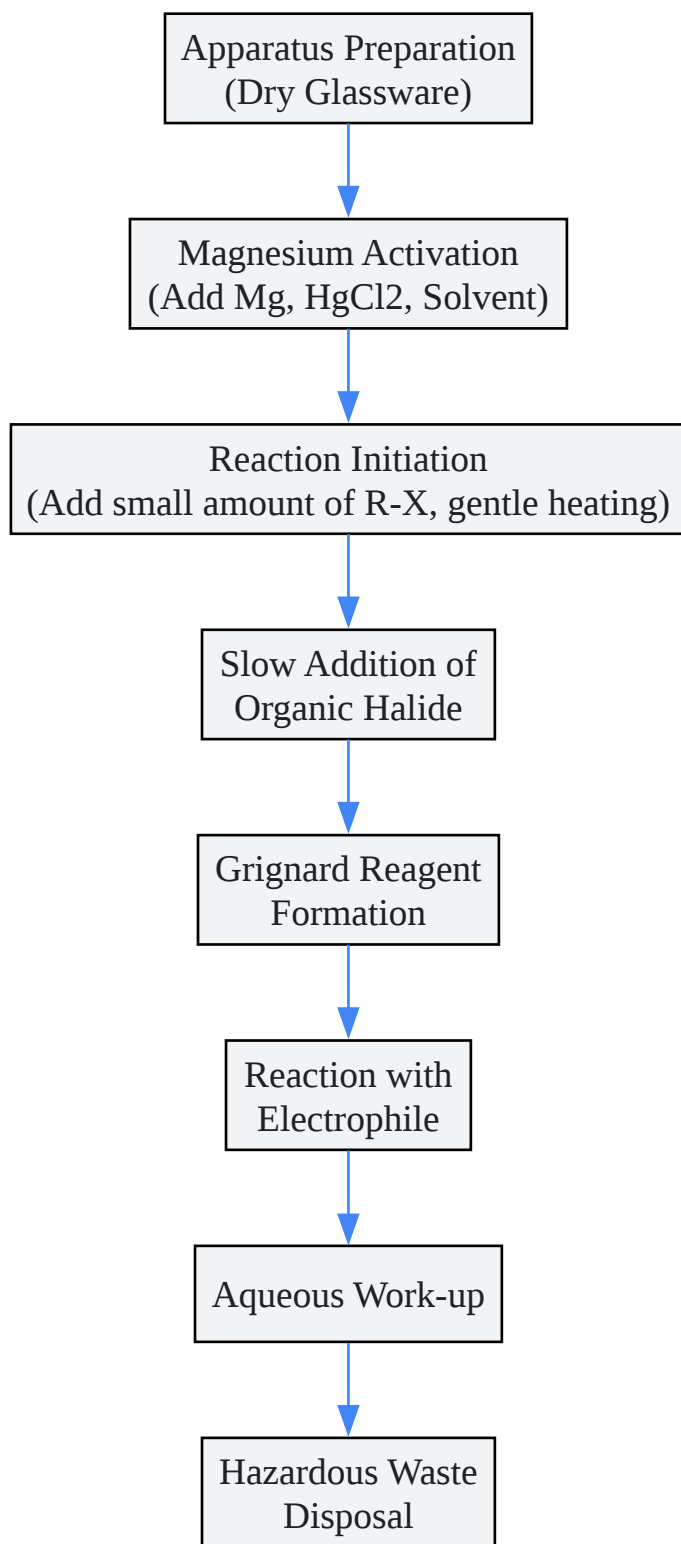 Apparatus Preparation
(Dry Glassware)
Magnesium Activation
(Add Mg, HgCl2, Solvent)
Reaction Initiation
(Add small amount of R-X, gentle heating)
Slow Addition of
Organic Halide
Grignard Reagent
Formation
Reaction with
Electrophile
Aqueous Work-up
Hazardous Waste
Disposal